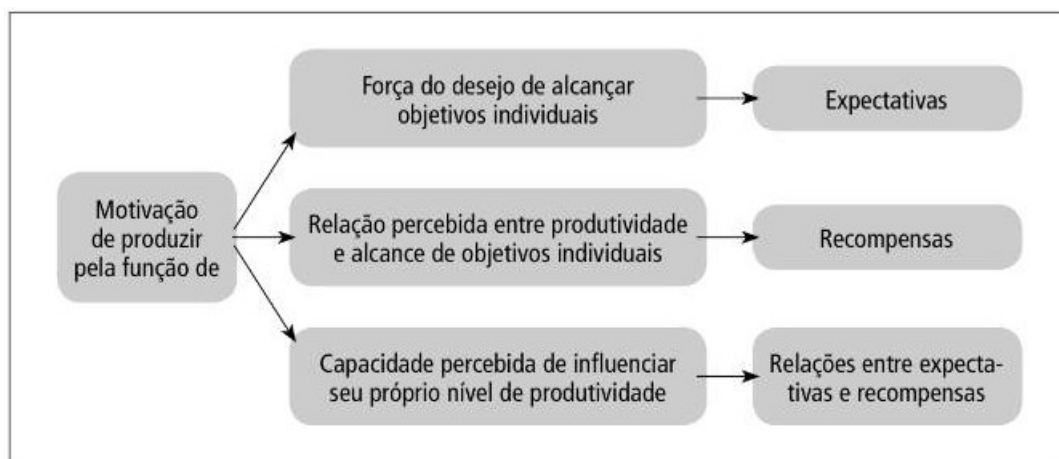 Força do desejo de alcançar
objetivos individuais
Expectativas
Motivação
de produzir
pela função de
Relação percebida entre produtividade
e alcance de objetivos individuais
Recompensas
Capacidade percebida de influenciar
seu próprio nível de produtividade
Relações entre expecta-
tivas e recompensas